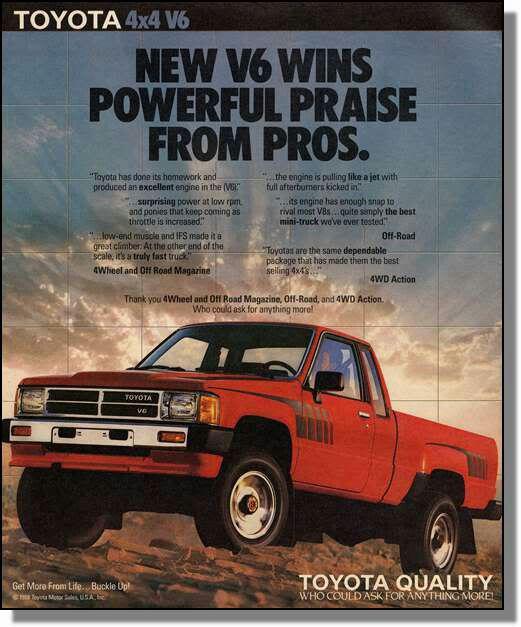 TOYOTA 4x4 V6
NEW V6 WINS
POWERFUL PRAISE
FROM PROS.
"Toyota has done its homework and
produced an excellent engine in the (V6)."
"...surprising power at low rpm,
and ponies that keep coming as
throttle is increased."
"...low-end muscle and IFS made it a
great climber. At the other end of the
scale, it's a truly fast truck."
4Wheel and Off Road Magazine
"...the engine is pulling like a jet with
full afterburners kicked in."
"...its engine has enough snap to
rival most V8s...quite simply the best
mini-truck we've ever tested."
Off-Road
"Toyotas are the same dependable
package that has made them the best
selling 4x4's..."
4WD Action
Thank you 4Wheel and Off Road Magazine, Off-Road, and 4WD Action.
Who could ask for anything more!
TOYOTA
V6
Get More From Life...Buckle Up!
© 1988 Toyota Motor Sales, U.S.A., Inc.
TOYOTA QUALITY
WHO COULD ASK FOR ANYTHING MORE!